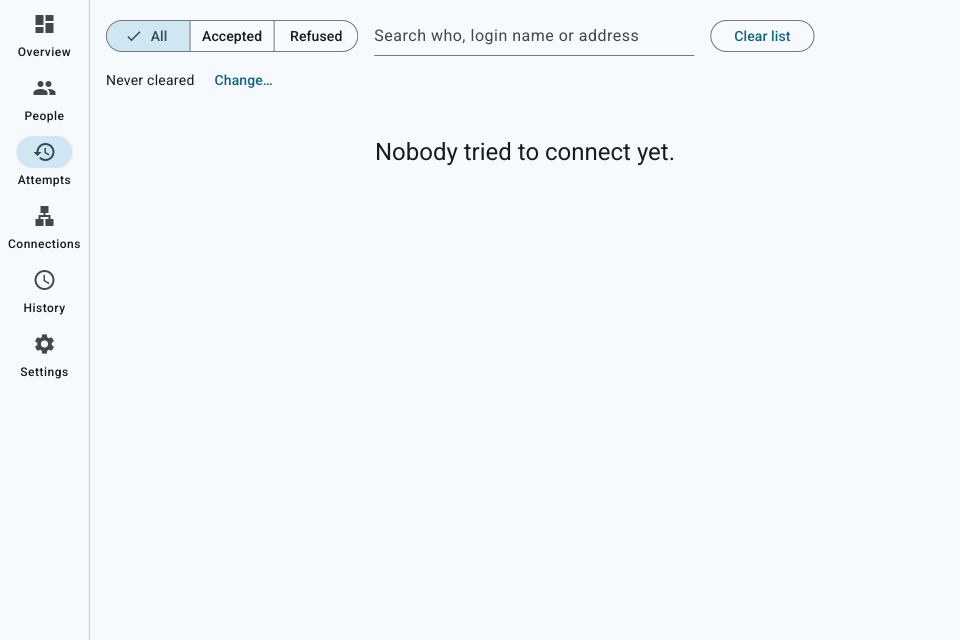 Overview
People
Attempts
Connections
History
Settings
All
Accepted
Refused
Search who, login name or address
Clear list
Never cleared
Change…
Nobody tried to connect yet.